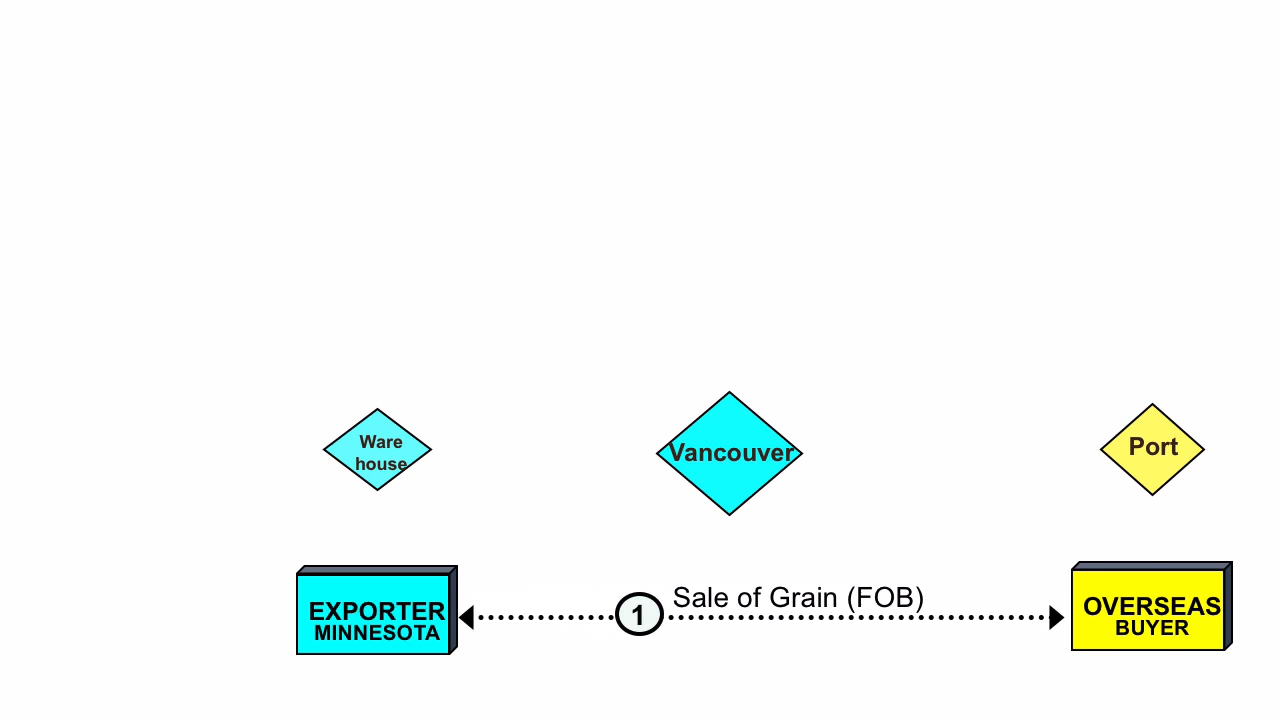 Ware
house
Vancouver
Port
EXPORTER
MINNESOTA
1
Sale of Grain (FOB)
OVERSEAS
BUYER